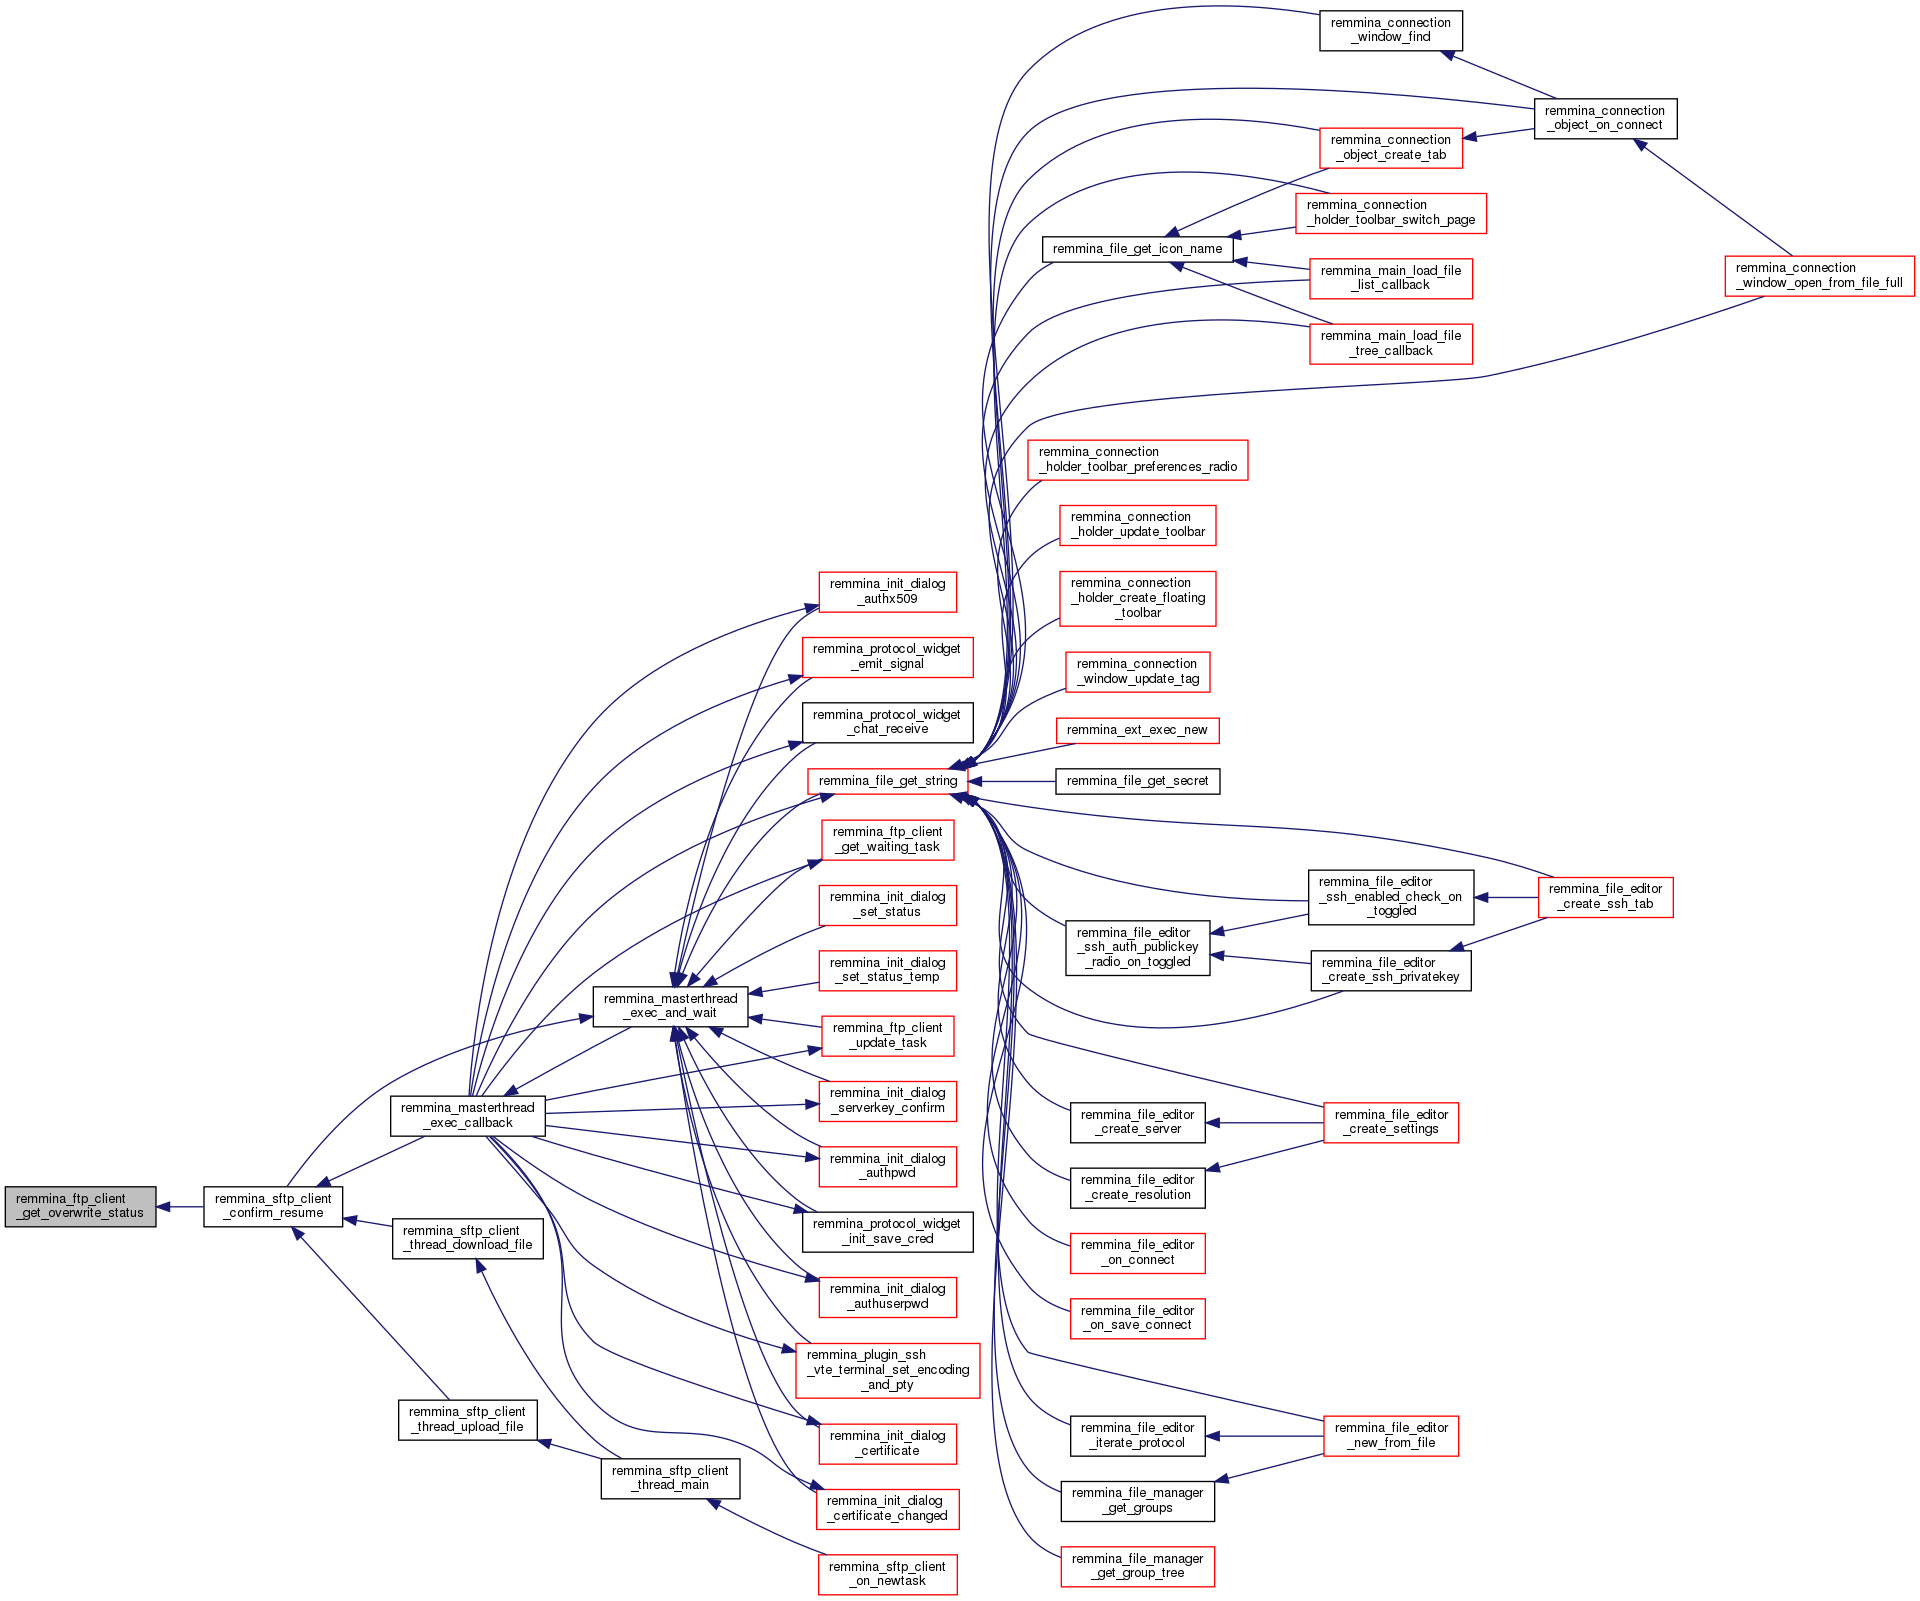 remmina_ftp_client
_get_overwrite_status
remmina_sftp_client
_confirm_resume
remmina_masterthread
_exec_callback
remmina_sftp_client
_thread_download_file
remmina_sftp_client
_thread_upload_file
remmina_masterthread
_exec_and_wait
remmina_sftp_client
_thread_main
remmina_init_dialog
_authx509
remmina_protocol_widget
_emit_signal
remmina_protocol_widget
_chat_receive
remmina_file_get_string
remmina_ftp_client
_get_waiting_task
remmina_init_dialog
_set_status
remmina_init_dialog
_set_status_temp
remmina_ftp_client
_update_task
remmina_init_dialog
_serverkey_confirm
remmina_init_dialog
_authpwd
remmina_protocol_widget
_init_save_cred
remmina_init_dialog
_authuserpwd
remmina_plugin_ssh
_vte_terminal_set_encoding
_and_pty
remmina_init_dialog
_certificate
remmina_init_dialog
_certificate_changed
remmina_sftp_client
_on_newtask
remmina_file_get_icon_name
remmina_connection
_holder_toolbar_preferences_radio
remmina_connection
_holder_update_toolbar
remmina_connection
_holder_create_floating
_toolbar
remmina_connection
_window_update_tag
remmina_ext_exec_new
remmina_file_get_secret
remmina_file_editor
_ssh_auth_publickey
_radio_on_toggled
remmina_file_editor
_create_server
remmina_file_editor
_create_resolution
remmina_file_editor
_on_connect
remmina_file_editor
_on_save_connect
remmina_file_editor
_iterate_protocol
remmina_file_manager
_get_groups
remmina_file_manager
_get_group_tree
remmina_connection
_window_find
remmina_connection
_object_create_tab
remmina_connection
_holder_toolbar_switch_page
remmina_main_load_file
_list_callback
remmina_main_load_file
_tree_callback
remmina_file_editor
_ssh_enabled_check_on
_toggled
remmina_file_editor
_create_ssh_privatekey
remmina_file_editor
_create_settings
remmina_file_editor
_new_from_file
remmina_connection
_object_on_connect
remmina_file_editor
_create_ssh_tab
remmina_connection
_window_open_from_file_full